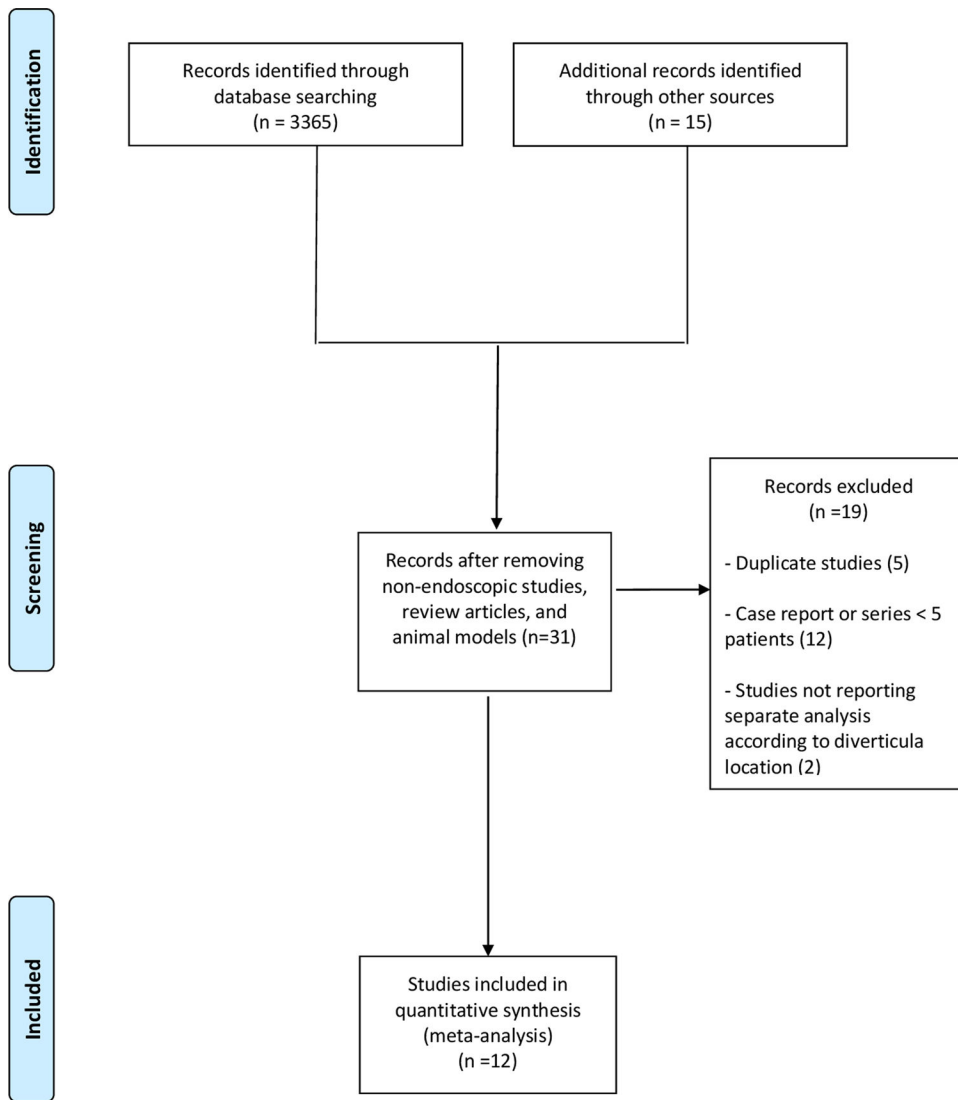 Identification
Records identified through
database searching
(n = 3365)
Additional records identified
through other sources
(n = 15)
Screening
Records after removing
non-endoscopic studies,
review articles, and
animal models (n=31)
Records excluded
(n =19)
- Duplicate studies (5)
- Case report or series < 5
patients (12)
- Studies not reporting
separate analysis
according to diverticula
location (2)
Included
Studies included in
quantitative synthesis
(meta-analysis)
(n =12)